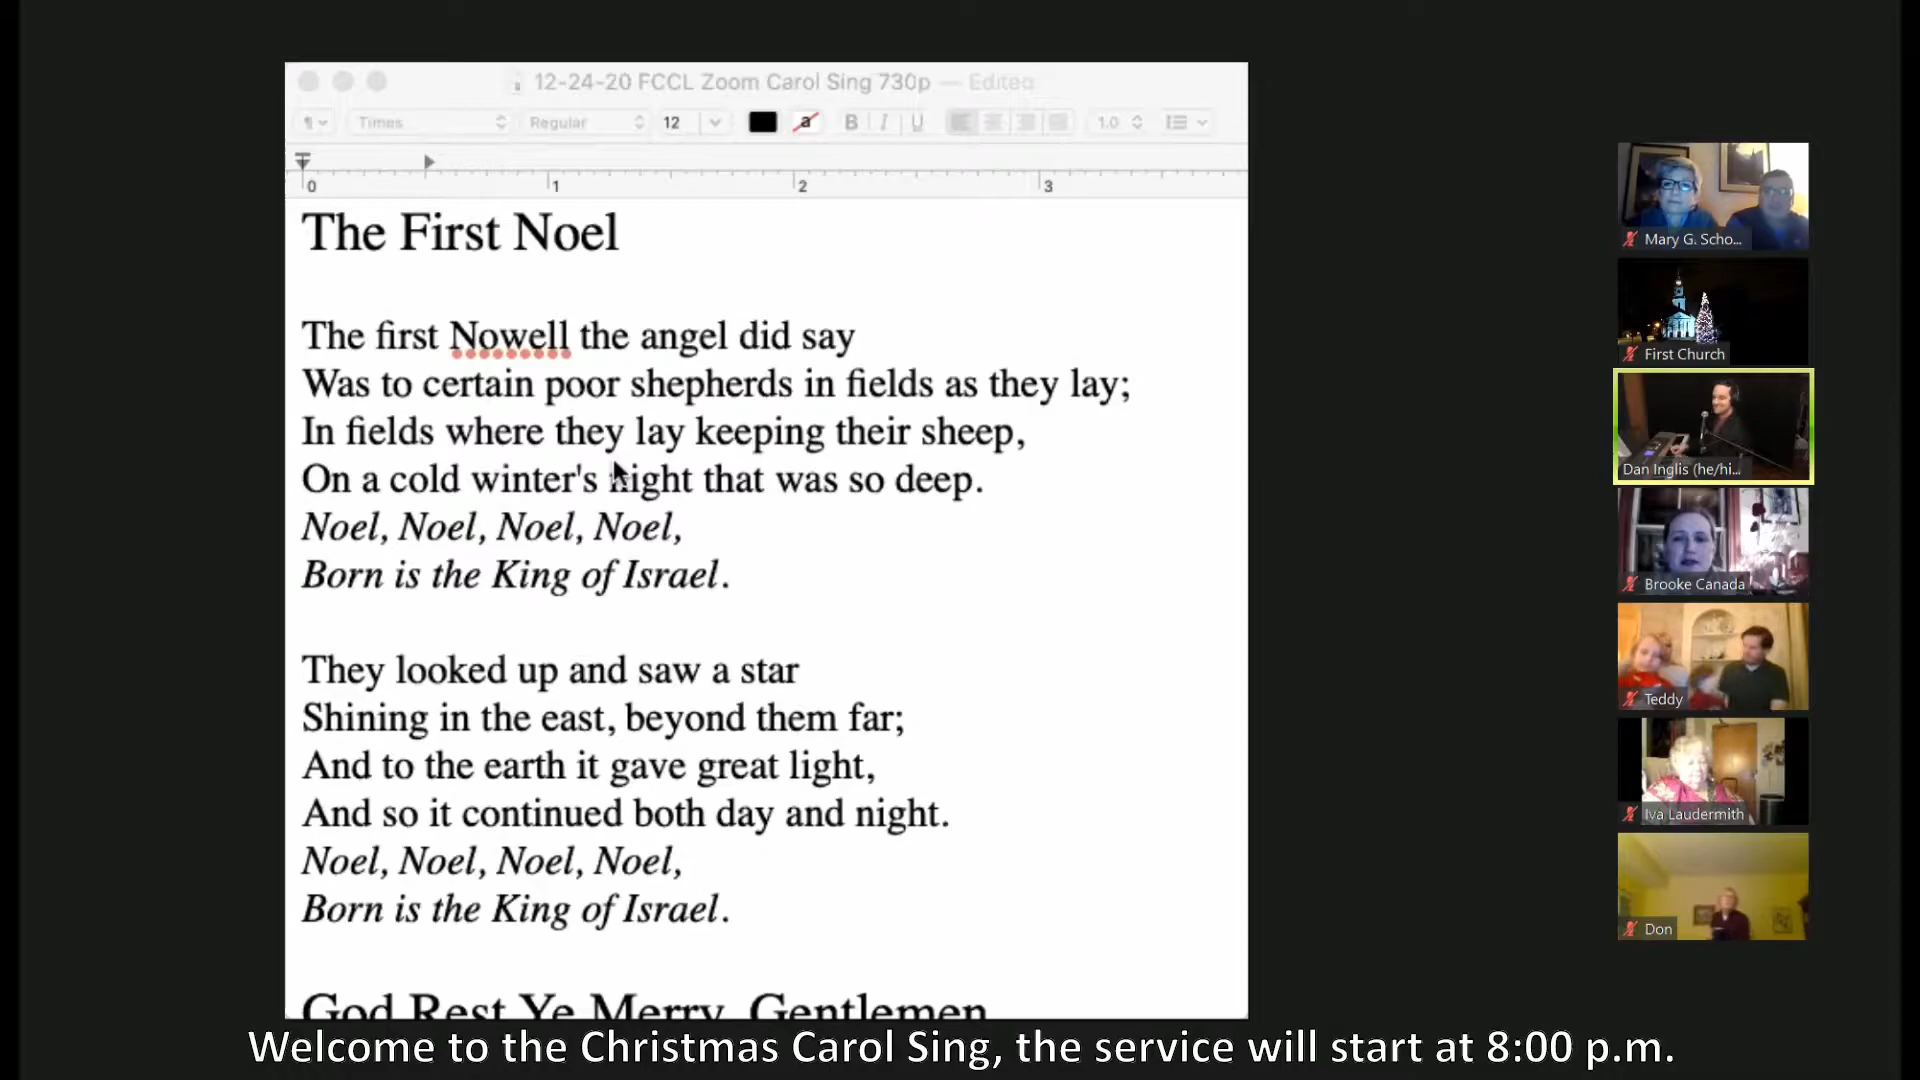 12-24-20 FCCL Zoom Carol Sing 730p — Edited
Times Regular 12 a B I U 1.0
0 1 2 3
The First Noel
The first Nowell the angel did say
Was to certain poor shepherds in fields as they lay;
In fields where they lay keeping their sheep,
On a cold winter's night that was so deep.
Noel, Noel, Noel, Noel,
Born is the King of Israel.
They looked up and saw a star
Shining in the east, beyond them far;
And to the earth it gave great light,
And so it continued both day and night.
Noel, Noel, Noel, Noel,
Born is the King of Israel.
God Rest Ye Merry, Gentlemen
Mary G. Scho...
First Church
Dan Inglis (he/hi...
Brooke Canada
Teddy
Iva Laudermith
Don
Welcome to the Christmas Carol Sing, the service will start at 8:00 p.m.